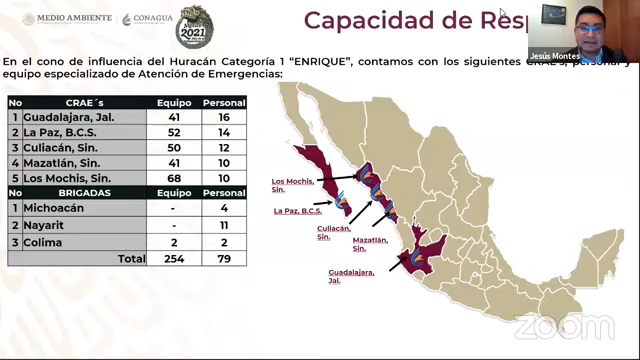 MEDIO AMBIENTE
CONAGUA
México
2021
Capacidad de Res
Jesús Montes
En el cono de influencia del Huracán Categoría 1 “ENRIQUE”, contamos con los siguientes CRAE´s, personal y
equipo especializado de Atención de Emergencias:
No CRAE´s Equipo Personal
1 Guadalajara, Jal. 41 16
2 La Paz, B.C.S. 52 14
3 Culiacán, Sin. 50 12
4 Mazatlán, Sin. 41 10
5 Los Mochis, Sin. 68 10
No BRIGADAS Equipo Personal
1 Michoacán - 4
2 Nayarit - 11
3 Colima 2 2
Total 254 79
Los Mochis,
Sin.
La Paz, B.C.S.
Culiacán,
Sin.
Mazatlán,
Sin.
Guadalajara,
Jal.
zoom